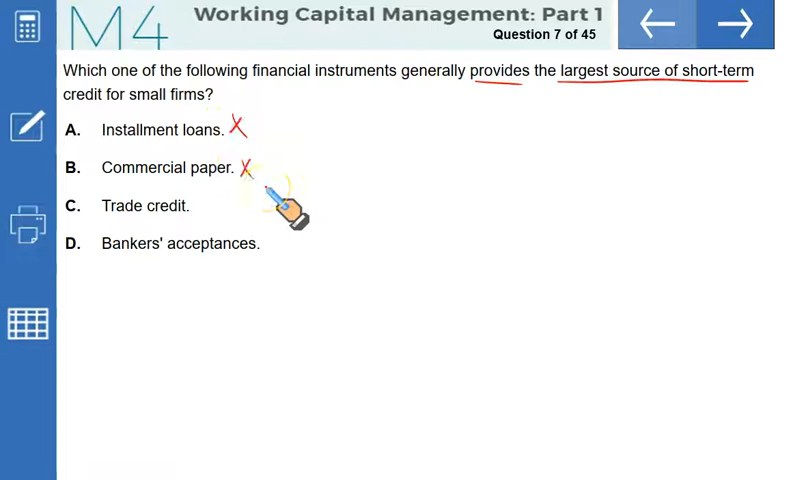 M4
Working Capital Management: Part 1
Question 7 of 45
Which one of the following financial instruments generally provides the largest source of short-term
credit for small firms?
A. Installment loans. X
B. Commercial paper. X
C. Trade credit.
D. Bankers' acceptances.